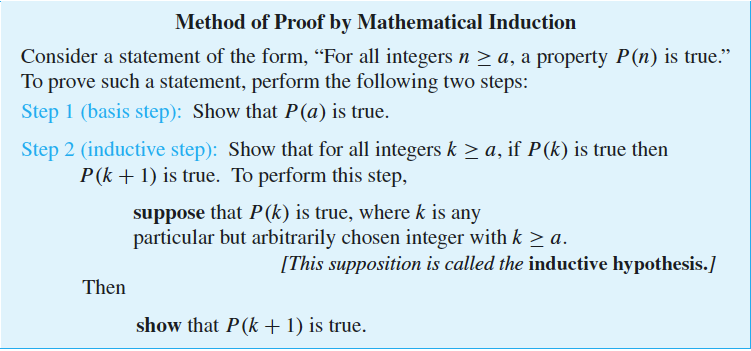 Method of Proof by Mathematical Induction
Consider a statement of the form, “For all integers n ≥ a, a property P(n) is true.”
To prove such a statement, perform the following two steps:
Step 1 (basis step): Show that P(a) is true.
Step 2 (inductive step): Show that for all integers k ≥ a, if P(k) is true then
P(k + 1) is true. To perform this step,
suppose that P(k) is true, where k is any
particular but arbitrarily chosen integer with k ≥ a.
[This supposition is called the inductive hypothesis.]
Then
show that P(k + 1) is true.